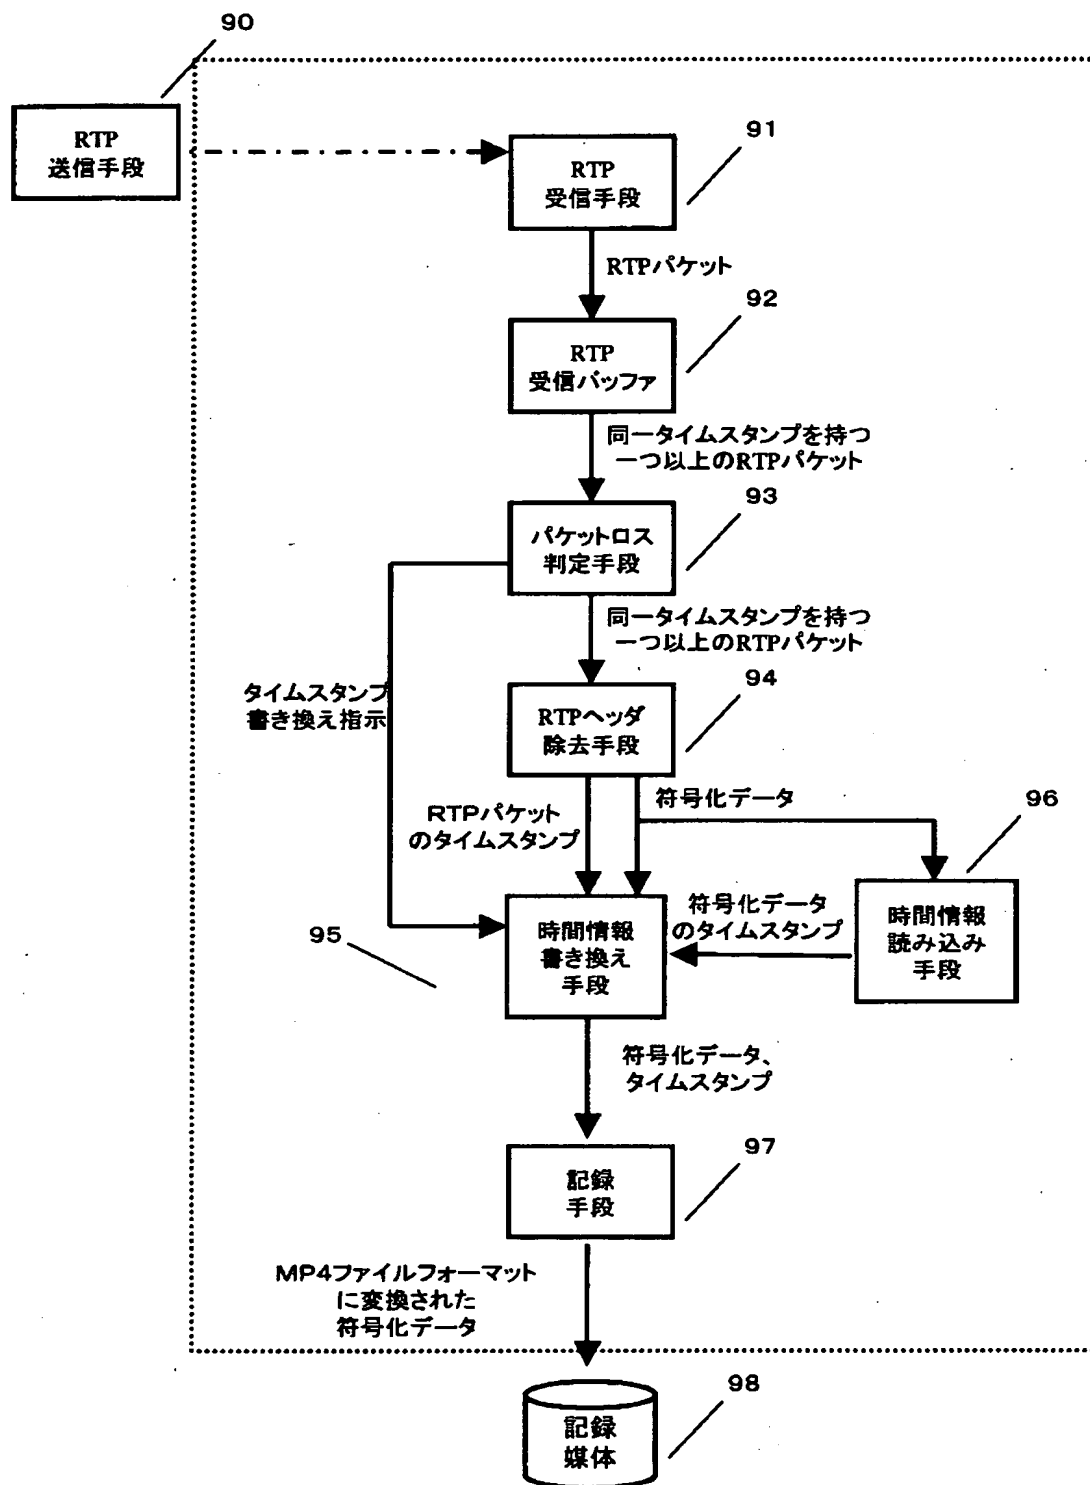 90
RTP
送信手段
91
RTP
受信手段
RTPパケット
92
RTP
受信バッファ
同一タイムスタンプを持つ
一つ以上のRTPパケット
93
パケットロス
判定手段
同一タイムスタンプを持つ
一つ以上のRTPパケット
タイムスタンプ
書き換え指示
94
RTPヘッダ
除去手段
符号化データ
RTPパケット
のタイムスタンプ
96
時間情報
読み込み
手段
符号化データ
のタイムスタンプ
95
時間情報
書き換え
手段
符号化データ、
タイムスタンプ
97
記録
手段
MP4ファイルフォーマット
に変換された
符号化データ
98
記録
媒体